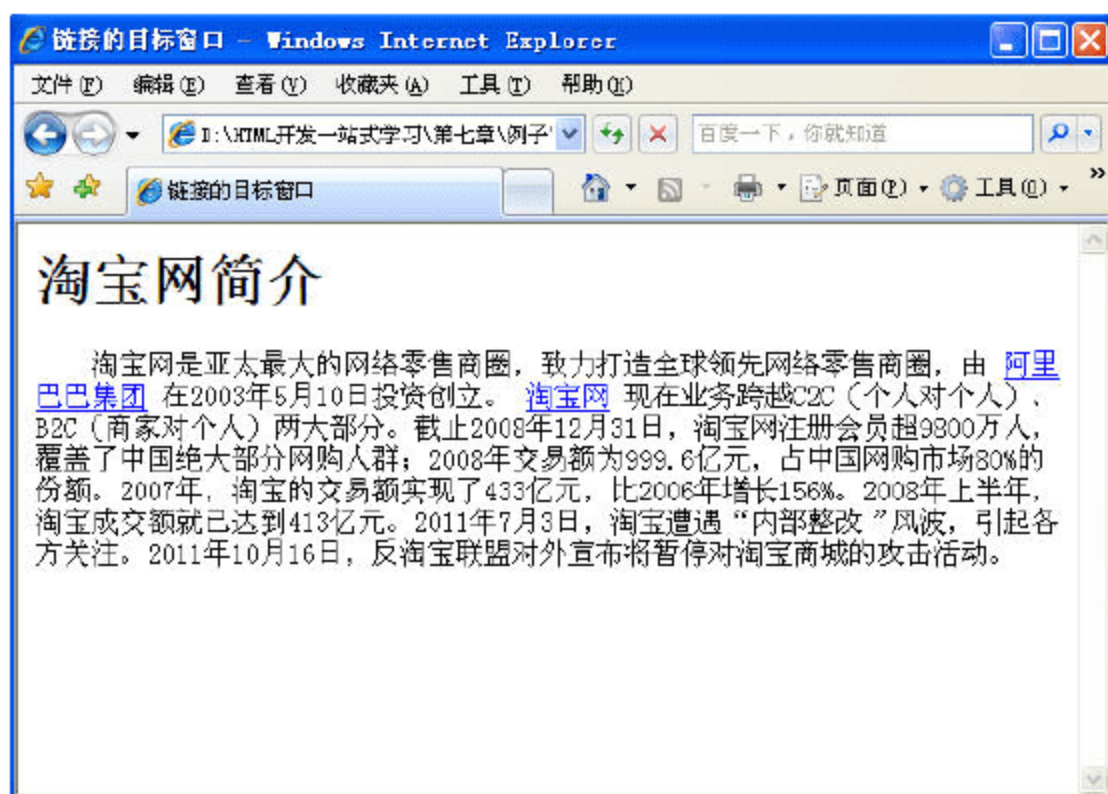 链接的目标窗口 - Windows Internet Explorer
文件(F) 编辑(E) 查看(V) 收藏夹(A) 工具(T) 帮助(H)
D:\HTML开发一站式学习\第七章\例子\ 百度一下，你就知道
链接的目标窗口 页面(P) 工具(O) »
淘宝网简介
淘宝网是亚太最大的网络零售商圈，致力打造全球领先网络零售商圈，由 阿里
巴巴集团 在2003年5月10日投资创立。 淘宝网 现在业务跨越C2C（个人对个人）、
B2C（商家对个人）两大部分。截止2008年12月31日，淘宝网注册会员超9800万人，
覆盖了中国绝大部分网购人群；2008年交易额为999.6亿元，占中国网购市场80%的
份额。2007年，淘宝的交易额实现了433亿元，比2006年增长156%。2008年上半年，
淘宝成交额就已达到413亿元。2011年7月3日，淘宝遭遇“内部整改”风波，引起各
方关注。2011年10月16日，反淘宝联盟对外宣布将暂停对淘宝商城的攻击活动。